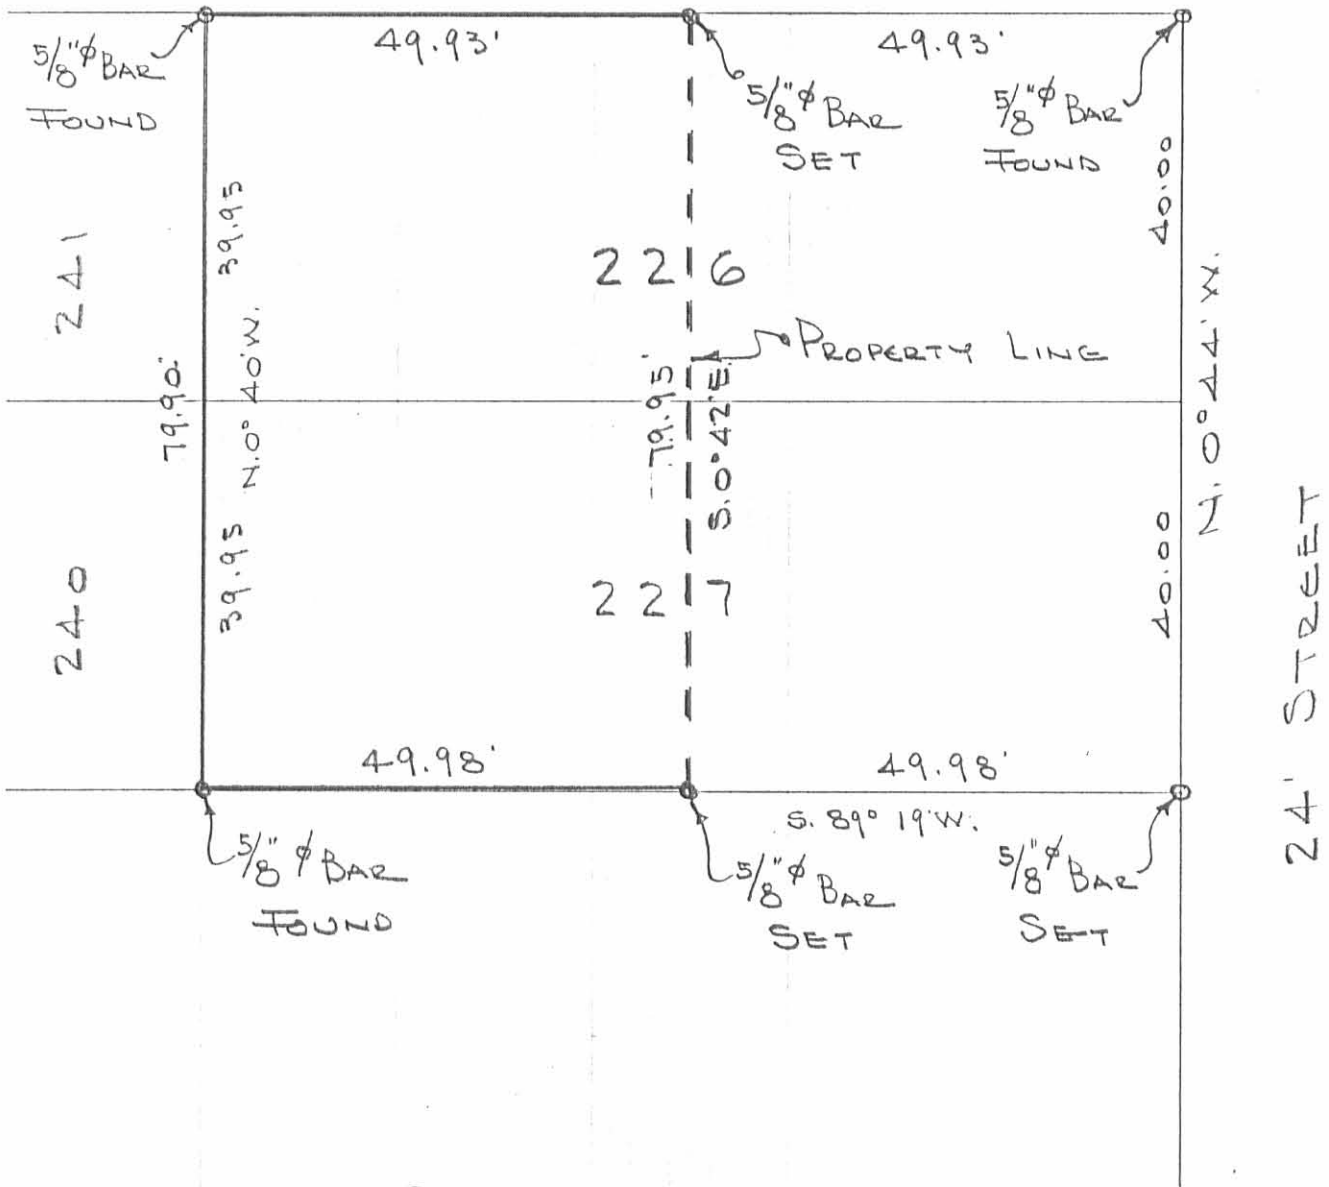 49.93'
49.93'
5/8"ϕ BAR
FOUND
5/8"ϕ BAR
SET
5/8"ϕ BAR
FOUND
40.00
39.95
241
226
N. 0° 44' W.
PROPERTY LINE
79.90'
N. 0° 40' W.
79.95'
S. 0° 42' E.
39.95
240
227
40.00
24' STREET
49.98'
49.98'
S. 89° 19' W.
5/8"ϕ BAR
FOUND
5/8"ϕ BAR
SET
5/8"ϕ BAR
SET